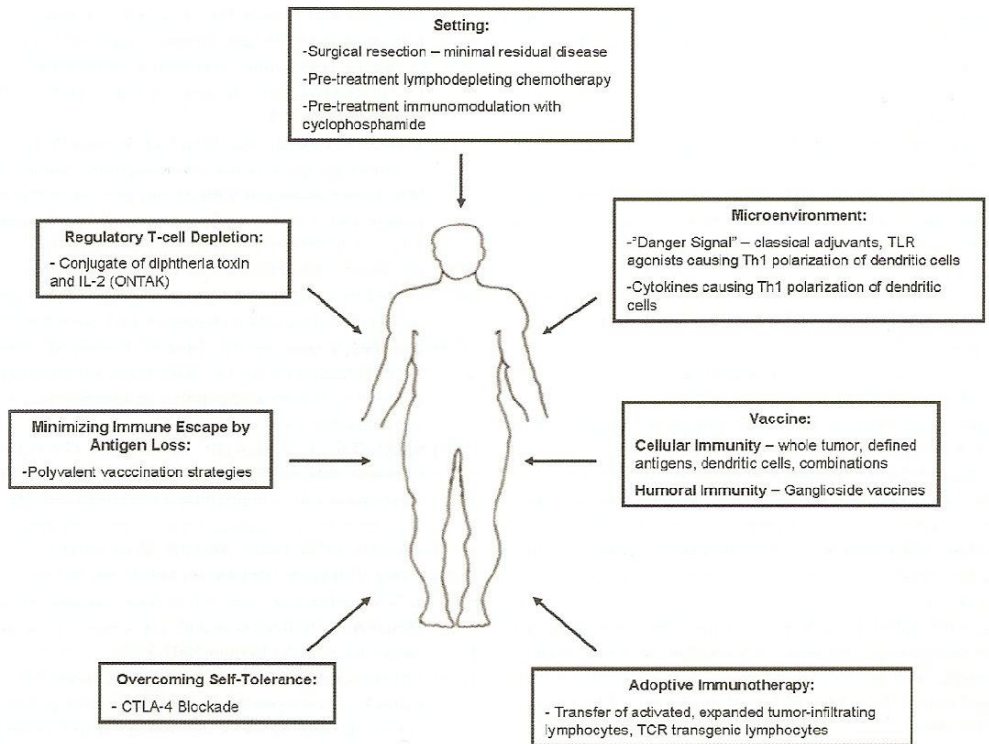 Setting:
-Surgical resection – minimal residual disease
-Pre-treatment lymphodepleting chemotherapy
-Pre-treatment immunomodulation with
cyclophosphamide
Regulatory T-cell Depletion:
- Conjugate of diphtheria toxin
and IL-2 (ONTAK)
Microenvironment:
-"Danger Signal" – classical adjuvants, TLR
agonists causing Th1 polarization of dendritic cells
-Cytokines causing Th1 polarization of dendritic
cells
Minimizing Immune Escape by
Antigen Loss:
-Polyvalent vacccination strategies
Vaccine:
Cellular Immunity – whole tumor, defined
antigens, dendritic cells, combinations
Humoral Immunity – Ganglioside vaccines
Overcoming Self-Tolerance:
- CTLA-4 Blockade
Adoptive Immunotherapy:
- Transfer of activated, expanded tumor-infiltrating
lymphocytes, TCR transgenic lymphocytes